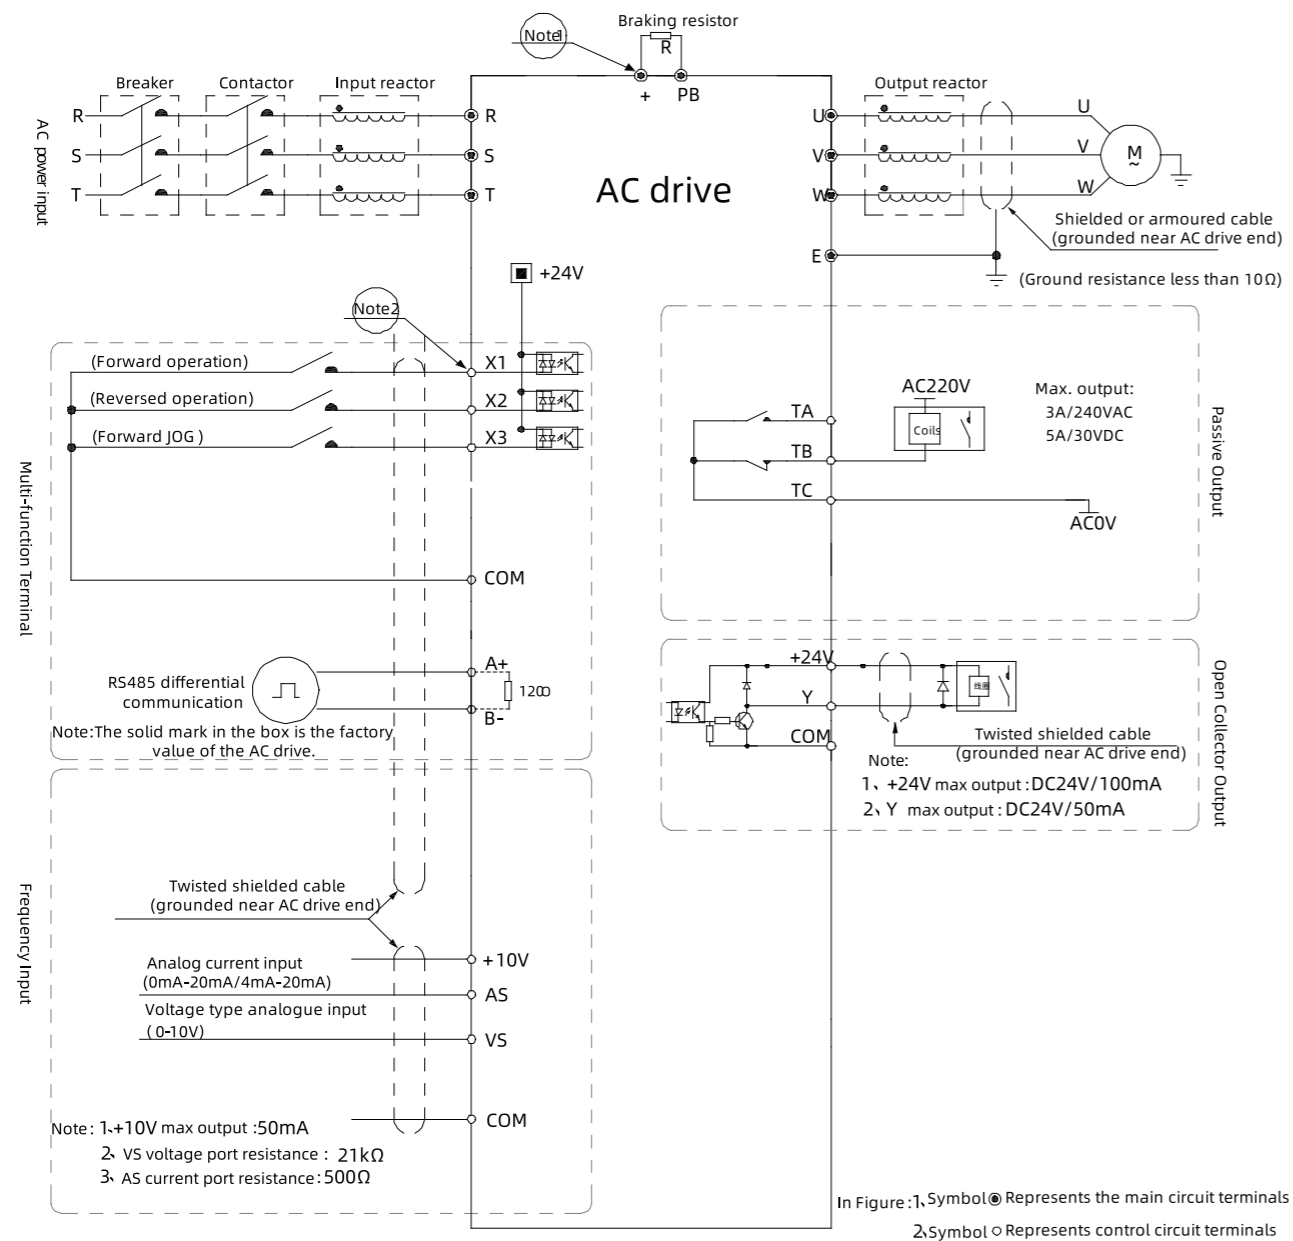 Braking resistor
Note1
R
+ PB
Breaker Contactor Input reactor
Output reactor
AC power input
R
S
T
R
S
T
AC drive
U
V
W
U
V
W
M
~
Shielded or armoured cable
(grounded near AC drive end)
E
(Ground resistance less than 10Ω)
+24V
Note2
(Forward operation)
X1
(Reversed operation)
X2
(Forward JOG )
X3
Multi-function Terminal
COM
A+
RS485 differential
communication
120Ω
B-
Note:The solid mark in the box is the factory
value of the AC drive.
AC220V
Max. output:
3A/240VAC
5A/30VDC
Coils
TA
TB
TC
AC0V
Passive Output
+24V
Y
COM
线圈
Twisted shielded cable
(grounded near AC drive end)
Note:
1、+24V max output :DC24V/100mA
2、Y max output : DC24V/50mA
Open Collector Output
Frequency Input
Twisted shielded cable
(grounded near AC drive end)
+10V
Analog current input
(0mA-20mA/4mA-20mA)
AS
Voltage type analogue input
( 0-10V)
VS
COM
Note: 1、+10V max output :50mA
2、VS voltage port resistance : 21kΩ
3、AS current port resistance:500Ω
In Figure :1、Symbol Represents the main circuit terminals
2、Symbol Represents control circuit terminals